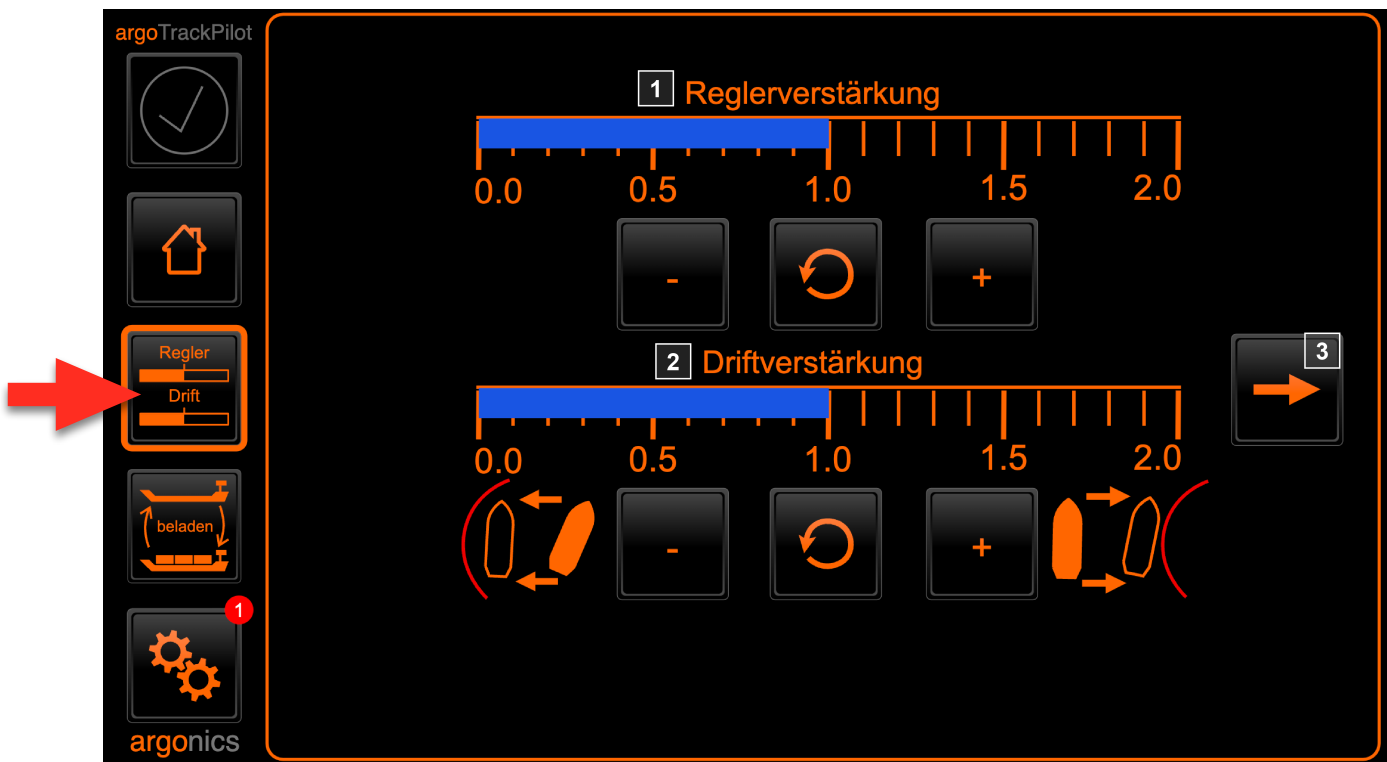 argoTrackPilot
Regler
Drift
beladen
1
argonics
1 Reglerverstärkung
0.0 0.5 1.0 1.5 2.0
- +
2 Driftverstärkung
0.0 0.5 1.0 1.5 2.0
- +
3